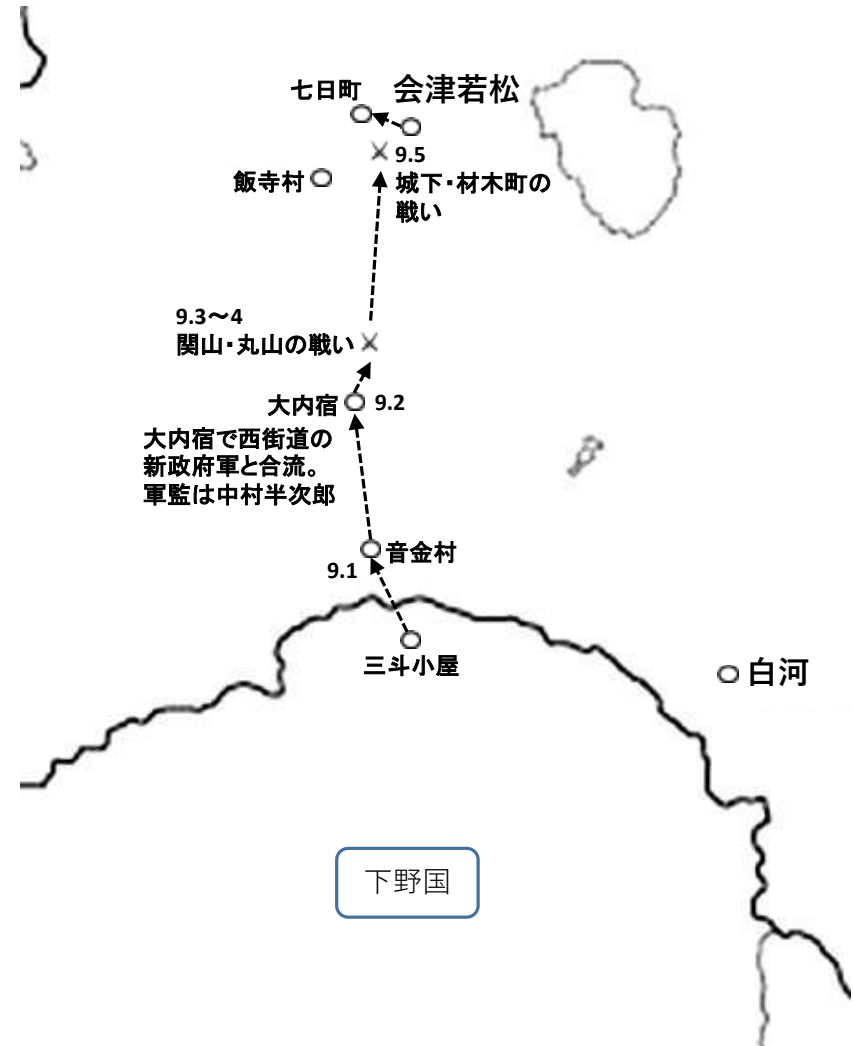 七日町
会津若松
9.5
城下・材木町の
戦い
飯寺村
9.3～4
関山・丸山の戦い
大内宿
9.2
大内宿で西街道の
新政府軍と合流。
軍監は中村半次郎
音金村
9.1
三斗小屋
白河
下野国